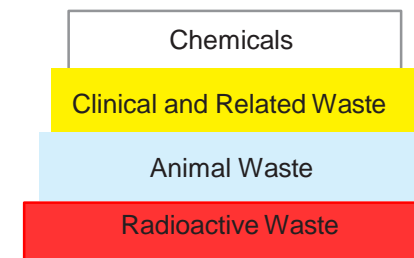 Chemicals
Clinical and Related Waste
Animal Waste
Radioactive Waste